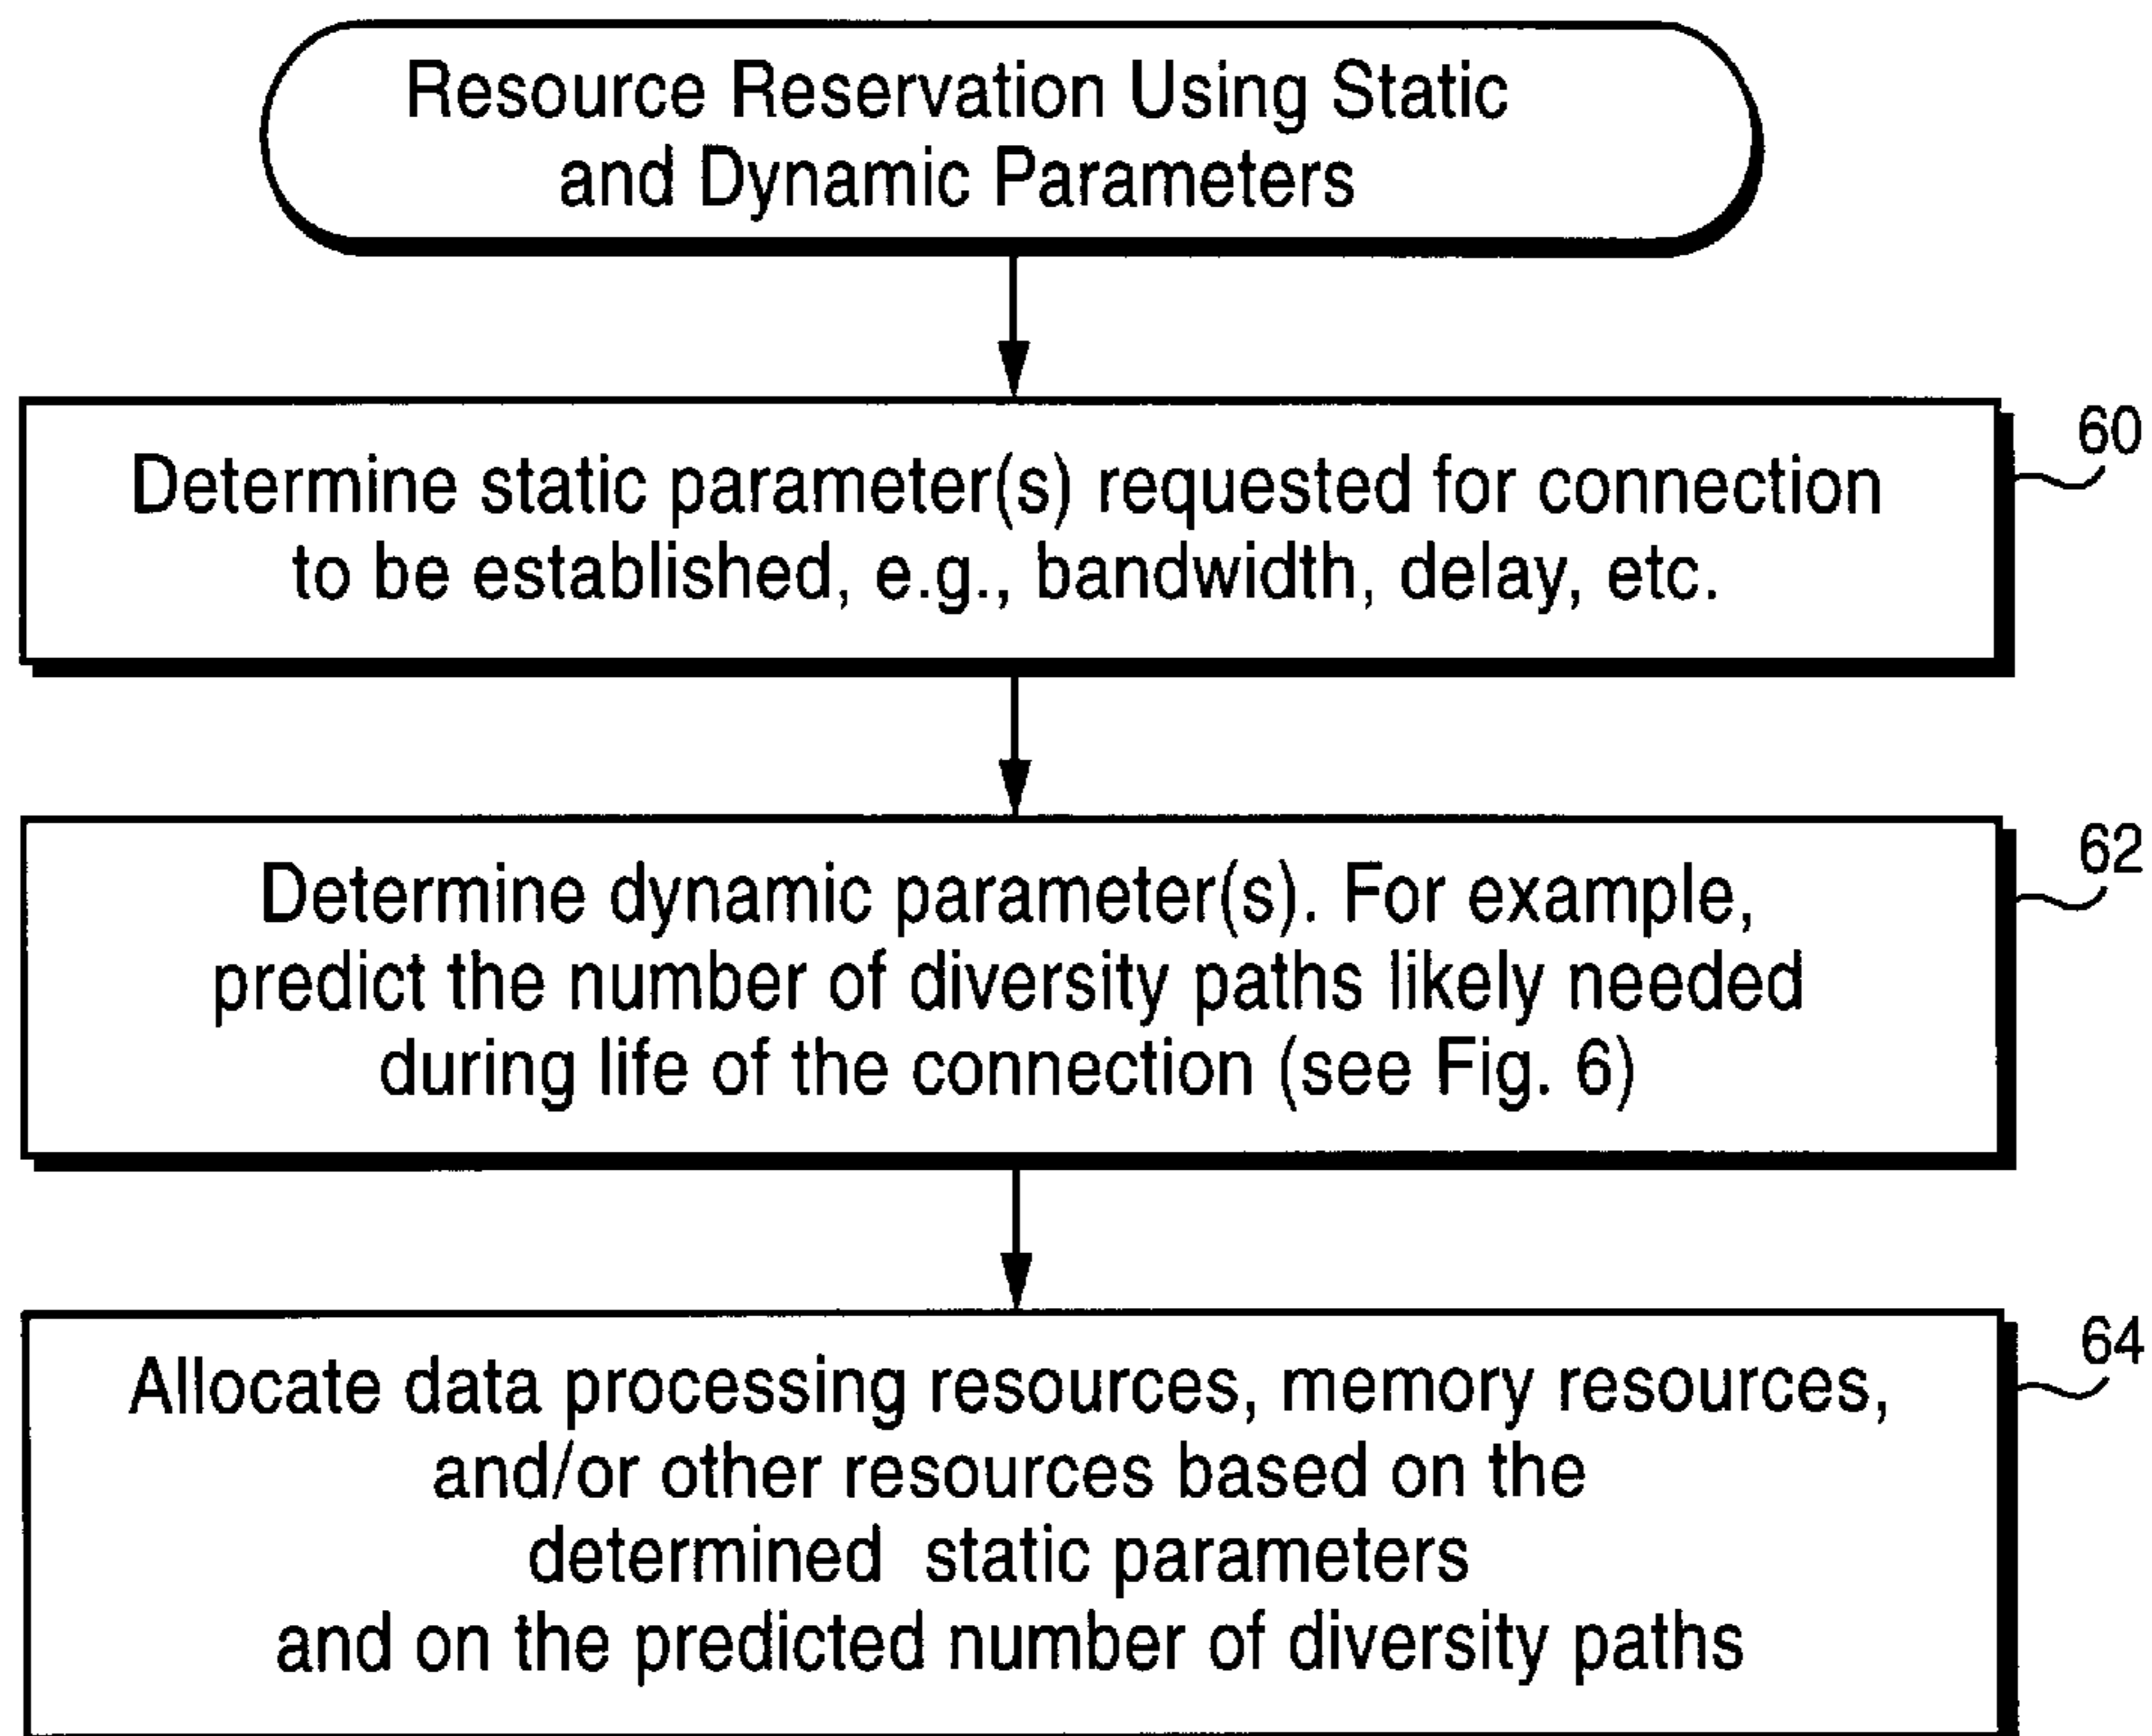 Resource Reservation Using Static
and Dynamic Parameters
60
Determine static parameter(s) requested for connection
to be established, e.g., bandwidth, delay, etc.
62
Determine dynamic parameter(s). For example,
predict the number of diversity paths likely needed
during life of the connection (see Fig. 6)
64
Allocate data processing resources, memory resources,
and/or other resources based on the
determined static parameters
and on the predicted number of diversity paths